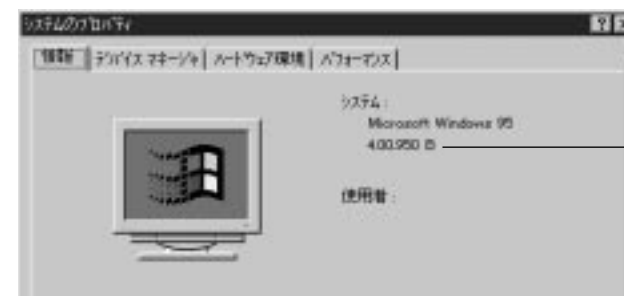 システムのプロパティ
情報 デバイス マネージャ ハードウェア環境 パフォーマンス
システム:
Microsoft Windows 95
4.00.950 B
使用者: